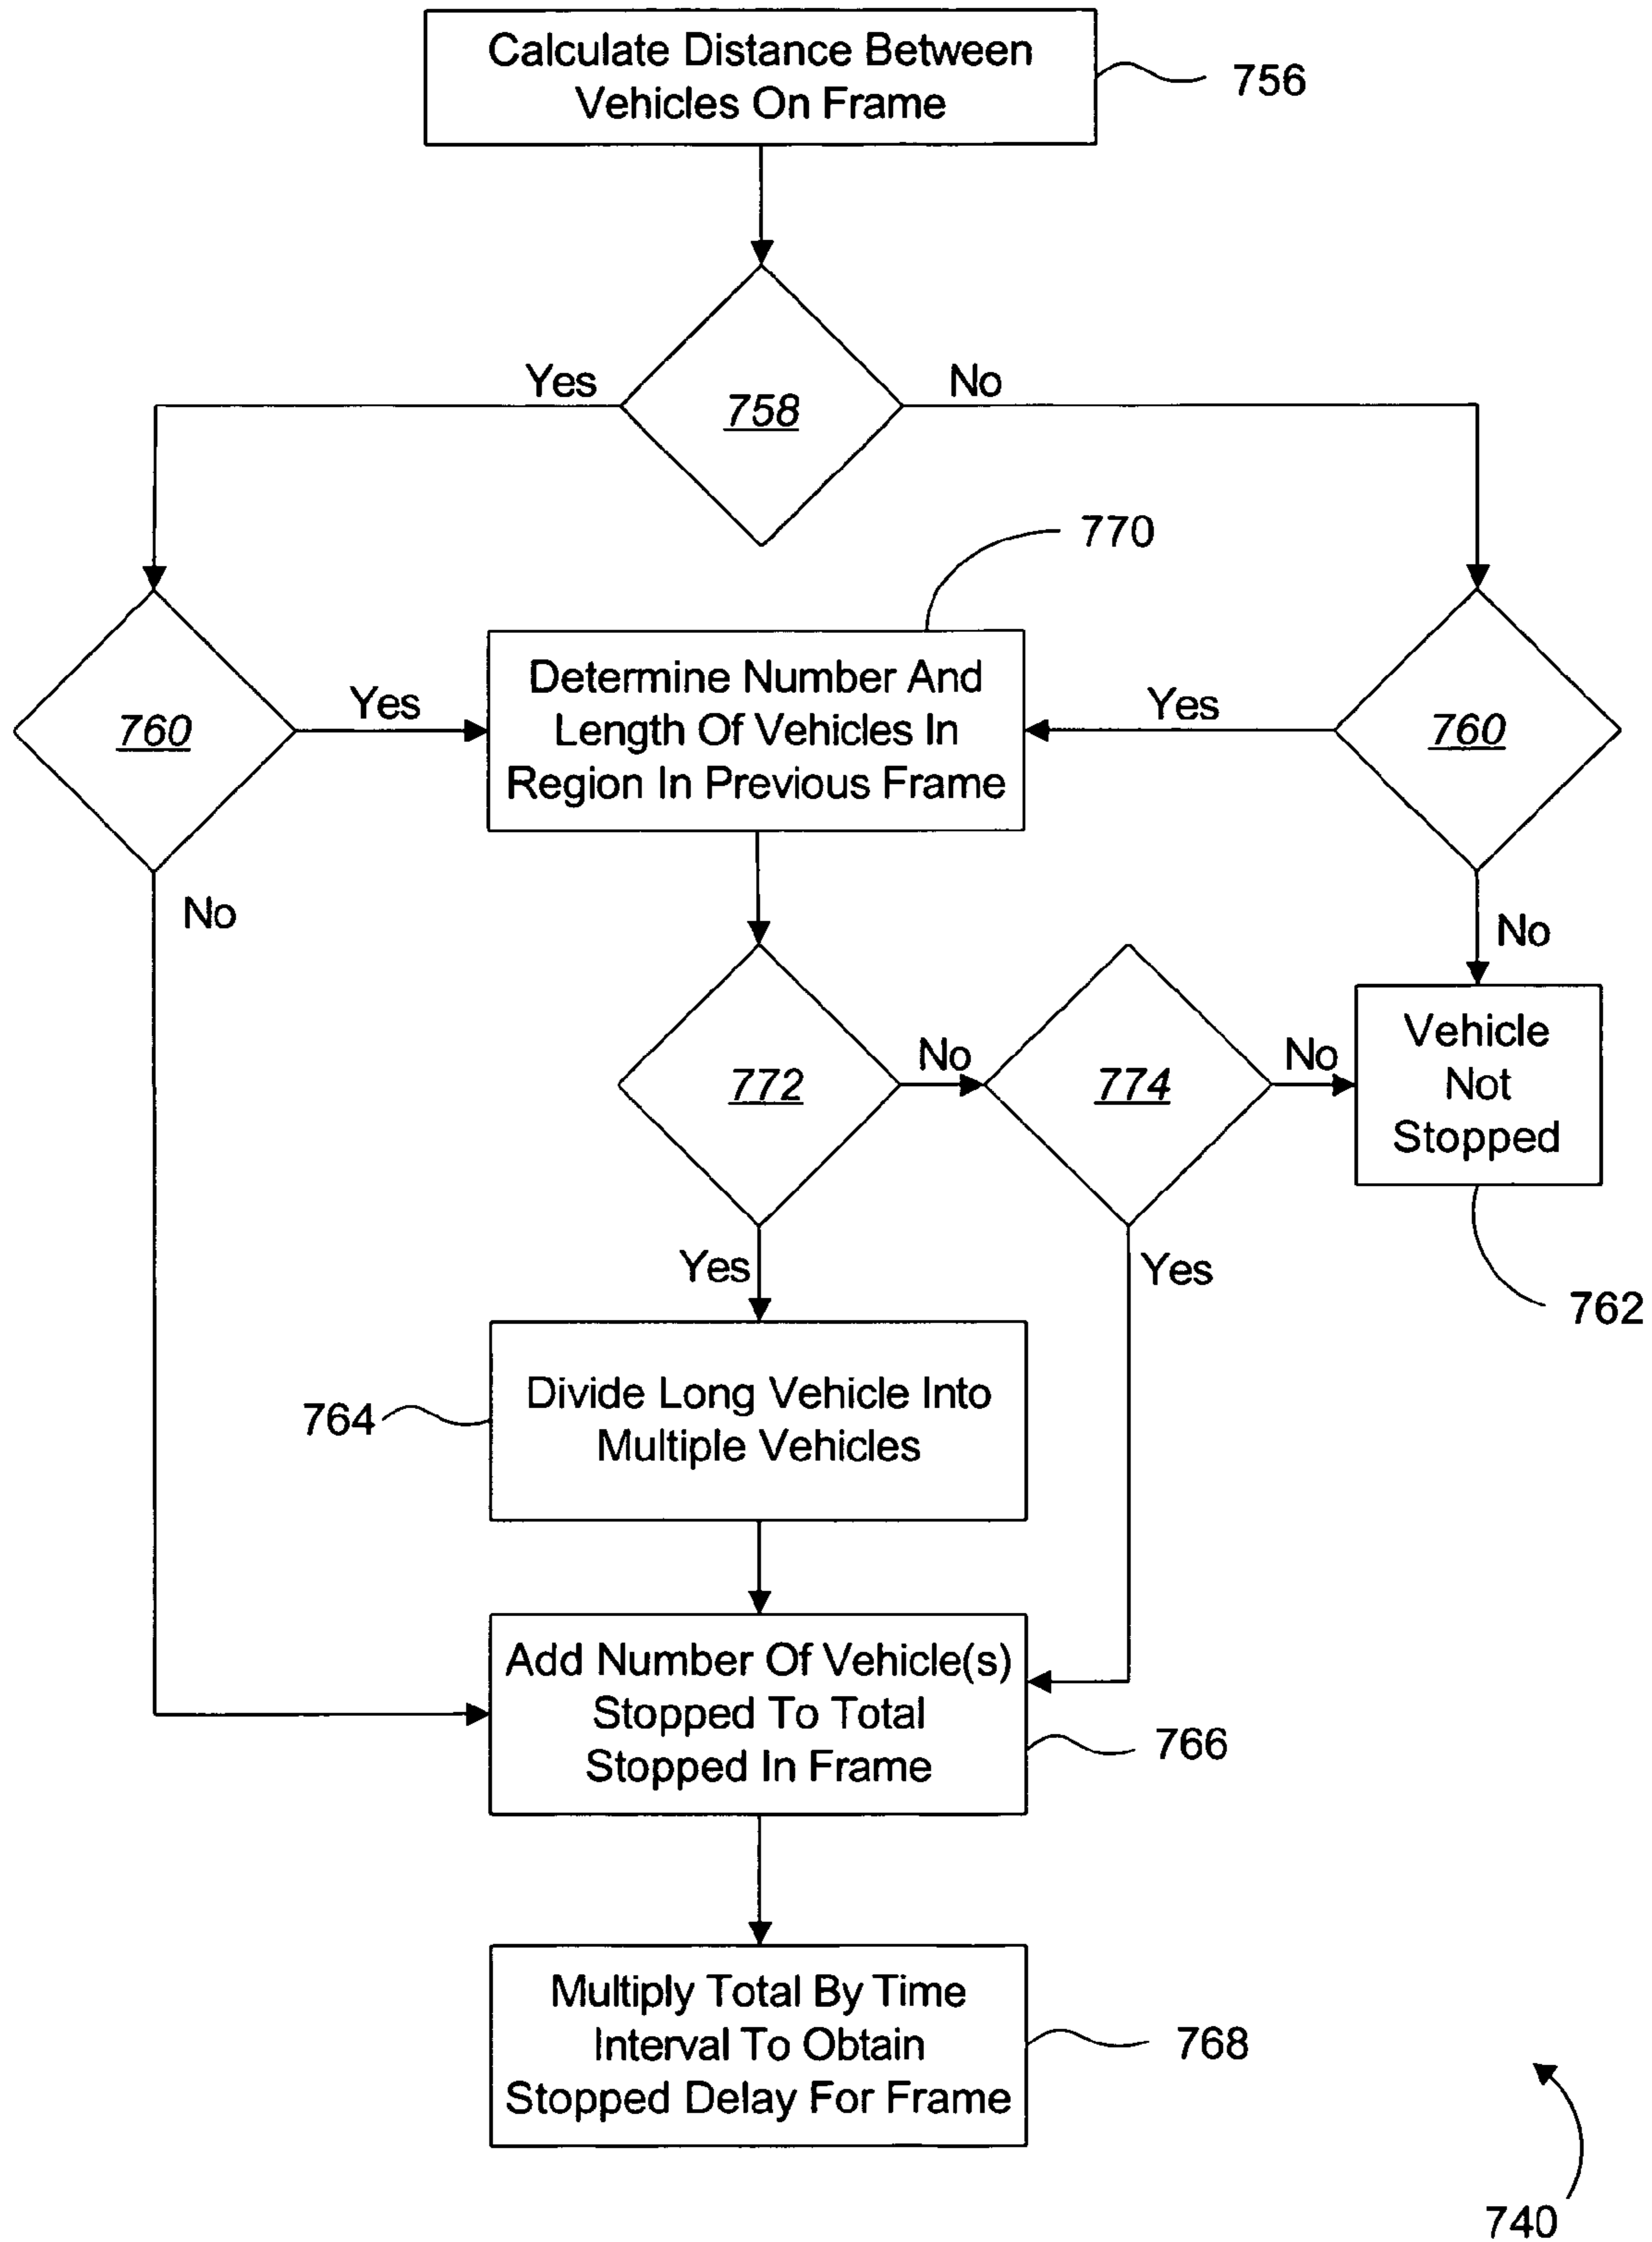 Calculate Distance Between
Vehicles On Frame
756
Yes
No
758
770
760
Yes
Determine Number And
Length Of Vehicles In
Region In Previous Frame
Yes
760
No
No
772
No
774
No
Vehicle
Not
Stopped
Yes
Yes
762
764
Divide Long Vehicle Into
Multiple Vehicles
Add Number Of Vehicle(s)
Stopped To Total
Stopped In Frame
766
Multiply Total By Time
Interval To Obtain
Stopped Delay For Frame
768
740